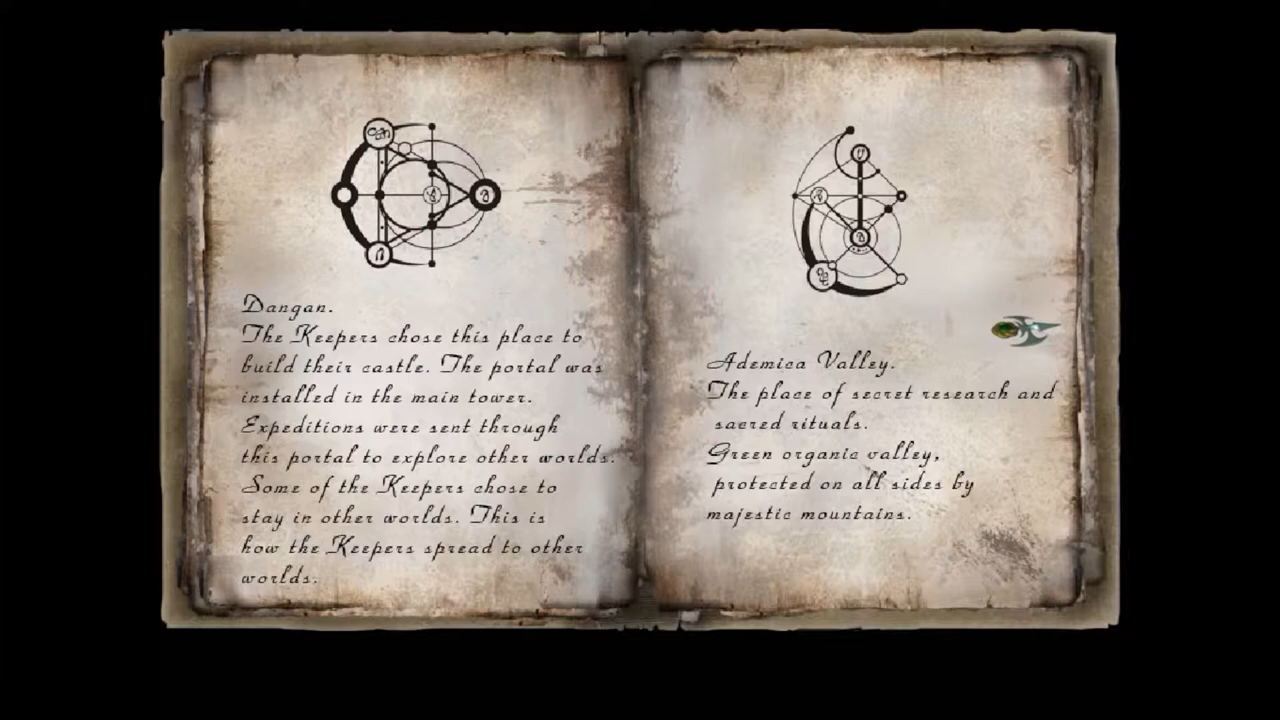 Dangan.
The Keepers chose this place to
build their castle. The portal was
installed in the main tower.
Expeditions were sent through
this portal to explore other worlds.
Some of the Keepers chose to
stay in other worlds. This is
how the Keepers spread to other
worlds.
Ademica Valley.
The place of secret research and
sacred rituals.
Green organic valley,
protected on all sides by
majestic mountains.